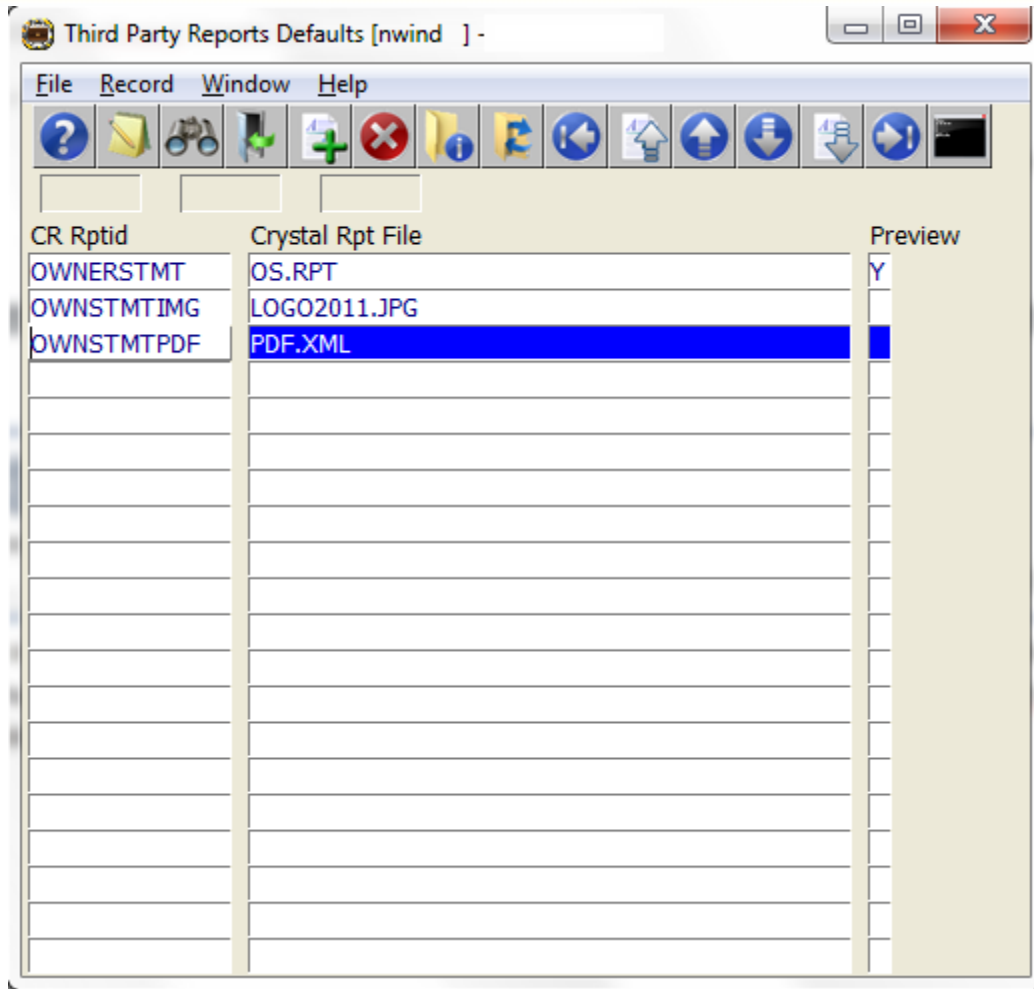 Third Party Reports Defaults [nwind ] -
File Record Window Help
CR Rptid Crystal Rpt File Preview
OWNERSTMT OS.RPT Y
OWNSTMTIMG LOGO2011.JPG
OWNSTMTPDF PDF.XML